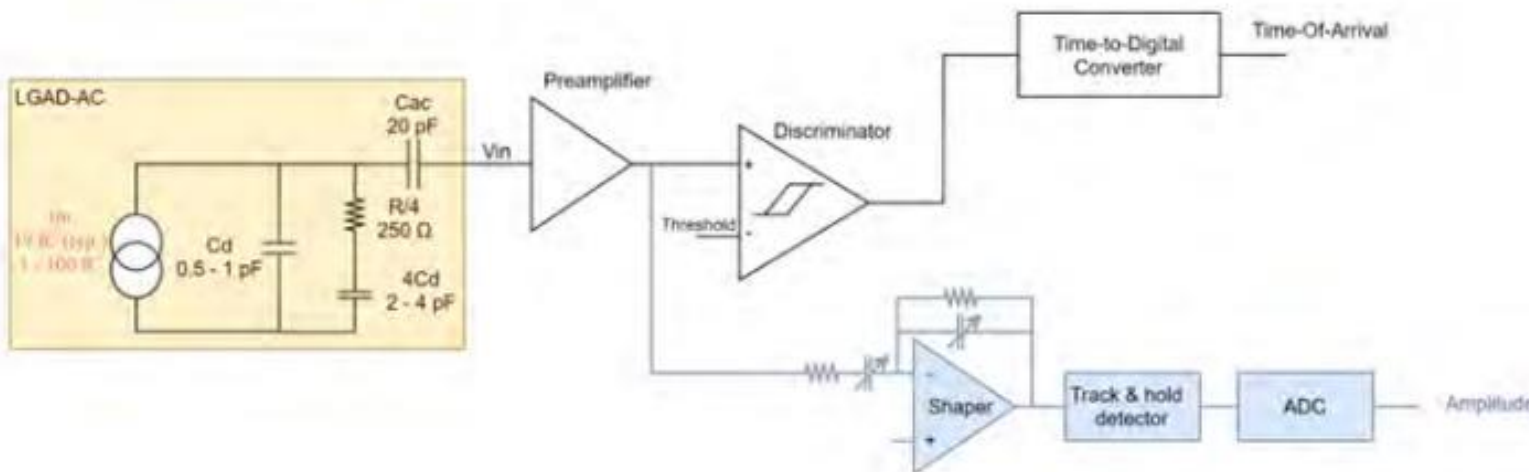 LGAD-AC
Cac
20 pF
Vin
R/4
250 Ω
Cd
0.5 - 1 pF
4Cd
2 - 4 pF
Preamplifier
Discriminator
+
Threshold
-
Time-to-Digital
Converter
Time-Of-Arrival
-
Shaper
+
Track & hold
detector
ADC
Amplitude